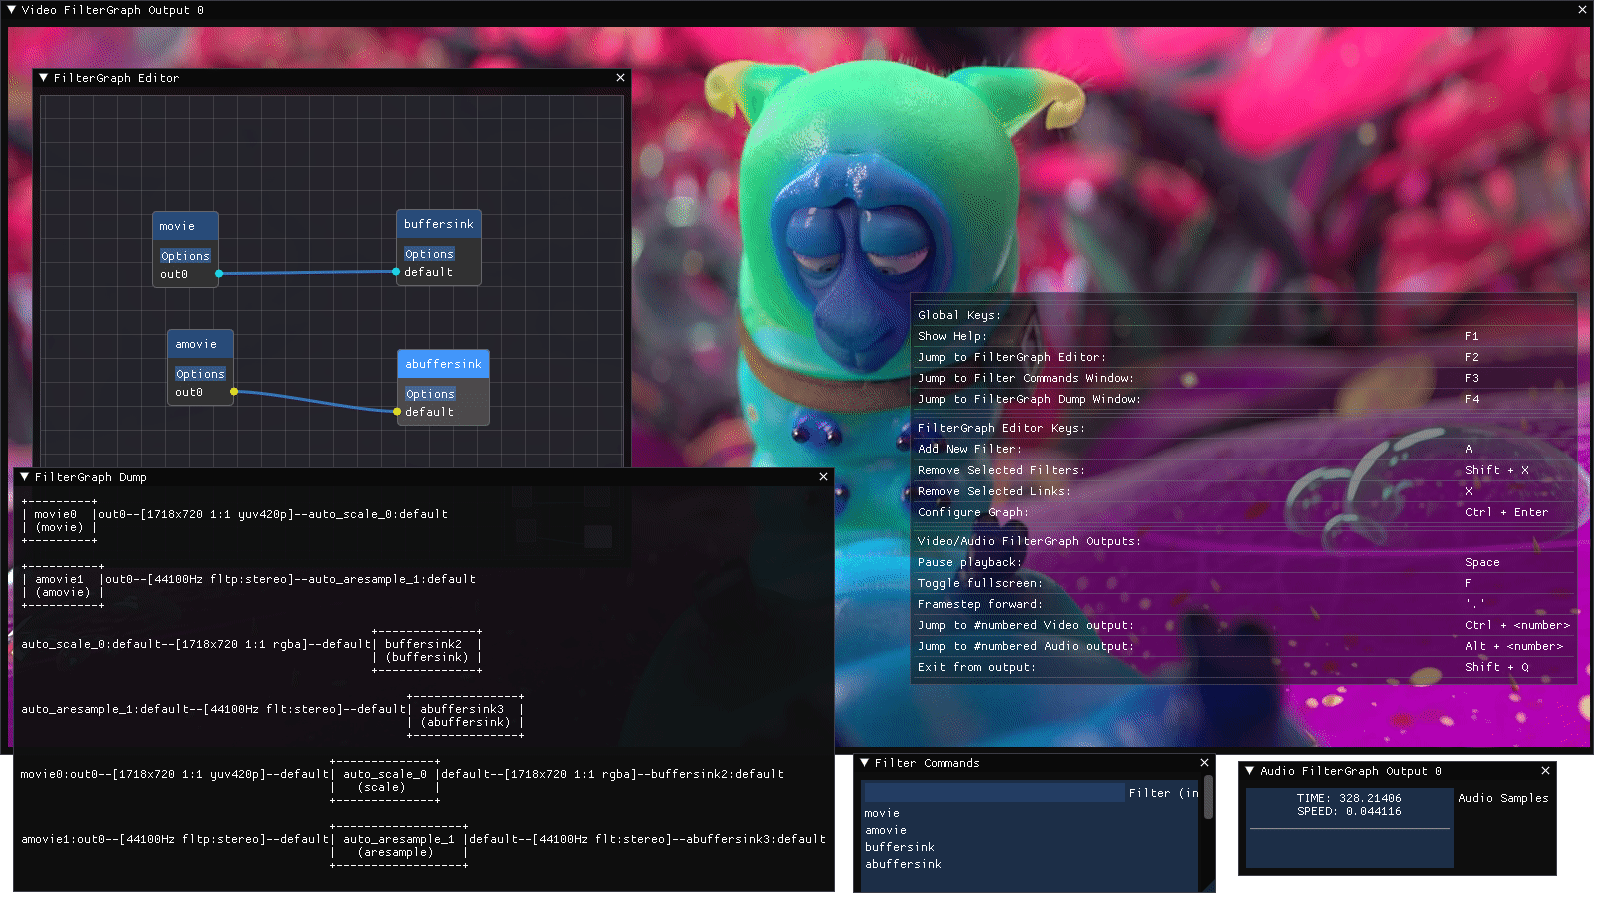 Video FilterGraph Output 0
FilterGraph Editor
movie
Options
out0
buffersink
Options
default
amovie
Options
out0
abuffersink
Options
default
Global Keys:
Show Help: F1
Jump to FilterGraph Editor: F2
Jump to Filter Commands Window: F3
Jump to FilterGraph Dump Window: F4
FilterGraph Editor Keys:
Add New Filter: A
Remove Selected Filters: Shift + X
Remove Selected Links: X
Configure Graph: Ctrl + Enter
Video/Audio FilterGraph Outputs:
Pause playback: Space
Toggle fullscreen: F
Framestep forward: '.'
Jump to #numbered Video output: Ctrl + <number>
Jump to #numbered Audio output: Alt + <number>
Exit from output: Shift + Q
FilterGraph Dump
+----------+
| movie0  |out0--[1718x720 1:1 yuv420p]--auto_scale_0:default
| (movie) |
+----------+
+----------+
| amovie1  |out0--[44100Hz fltp:stereo]--auto_aresample_1:default
| (amovie) |
+----------+
+--------------+
auto_scale_0:default--[1718x720 1:1 rgba]--default| buffersink2  |
| (buffersink) |
+--------------+
+---------------+
auto_aresample_1:default--[44100Hz flt:stereo]--default| abuffersink3  |
| (abuffersink) |
+---------------+
+--------------+
movie0:out0--[1718x720 1:1 yuv420p]--default| auto_scale_0 |default--[1718x720 1:1 rgba]--buffersink2:default
|   (scale)    |
+--------------+
+------------------+
amovie1:out0--[44100Hz fltp:stereo]--default| auto_aresample_1 |default--[44100Hz flt:stereo]--abuffersink3:default
|   (aresample)    |
+------------------+
Filter Commands
Filter (in
movie
amovie
buffersink
abuffersink
Audio FilterGraph Output 0
TIME: 328.21406
SPEED: 0.044116
Audio Samples